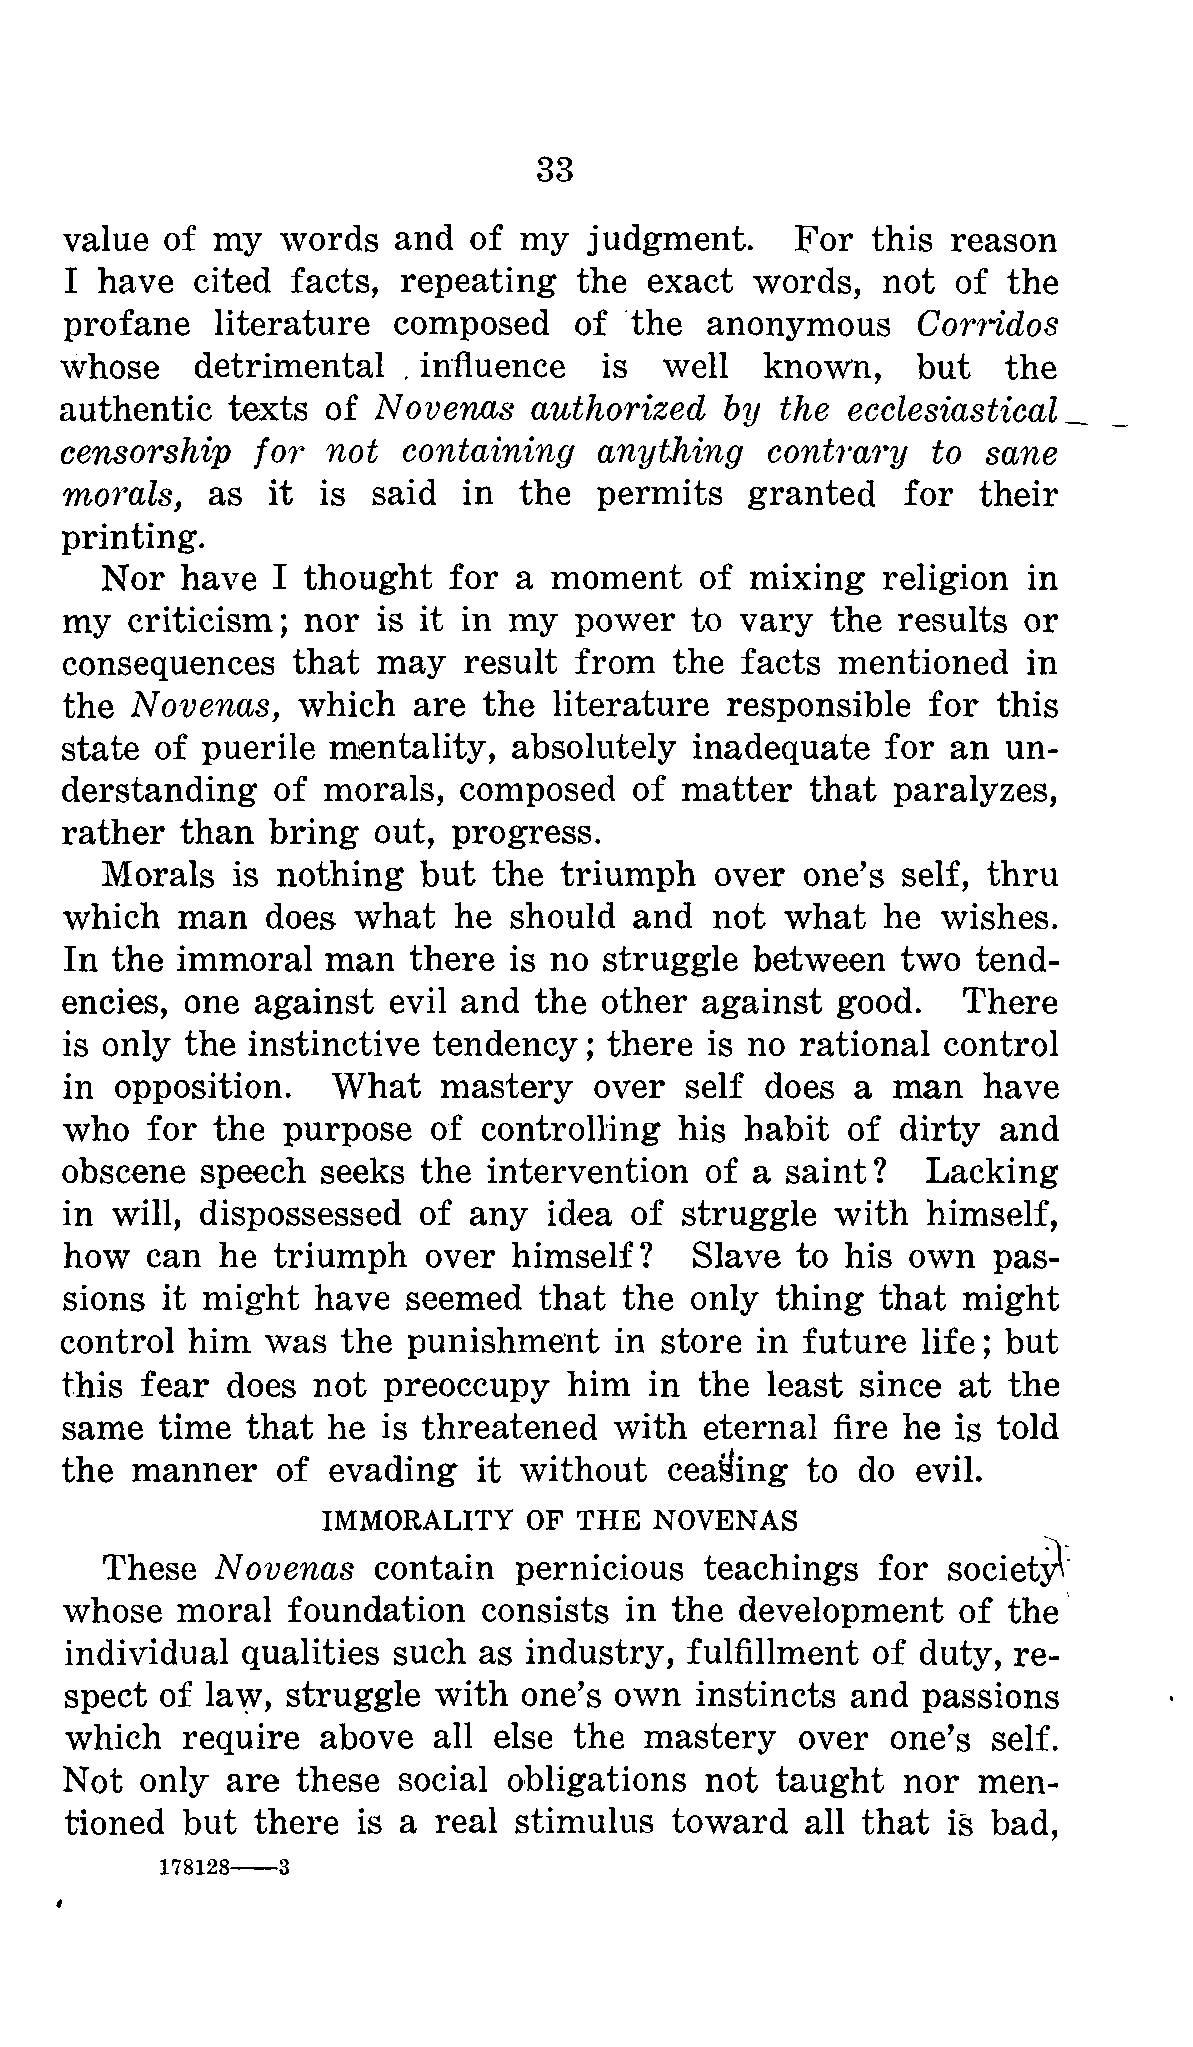 33
value of my words and of my judgment. For this reason
I have cited facts, repeating the exact words, not of the
profane literature composed of the anonymous Corridos
whose detrimental influence is well known, but the
authentic texts of Novenas authorized by the ecclesiastical
censorship for not containing anything contrary to sane
morals, as it is said in the permits granted for their
printing.
Nor have I thought for a moment of mixing religion in
my criticism; nor is it in my power to vary the results or
consequences that may result from the facts mentioned in
the Novenas, which are the literature responsible for this
state of puerile mentality, absolutely inadequate for an un-
derstanding of morals, composed of matter that paralyzes,
rather than bring out, progress.
Morals is nothing but the triumph over one's self, thru
which man does what he should and not what he wishes.
In the immoral man there is no struggle between two tend-
encies, one against evil and the other against good. There
is only the instinctive tendency; there is no rational control
in opposition. What mastery over self does a man have
who for the purpose of controlling his habit of dirty and
obscene speech seeks the intervention of a saint? Lacking
in will, dispossessed of any idea of struggle with himself,
how can he triumph over himself? Slave to his own pas-
sions it might have seemed that the only thing that might
control him was the punishment in store in future life; but
this fear does not preoccupy him in the least since at the
same time that he is threatened with eternal fire he is told
the manner of evading it without ceasing to do evil.
IMMORALITY OF THE NOVENAS
These Novenas contain pernicious teachings for society
whose moral foundation consists in the development of the
individual qualities such as industry, fulfillment of duty, re-
spect of law, struggle with one's own instincts and passions
which require above all else the mastery over one's self.
Not only are these social obligations not taught nor men-
tioned but there is a real stimulus toward all that is bad,
178128——3